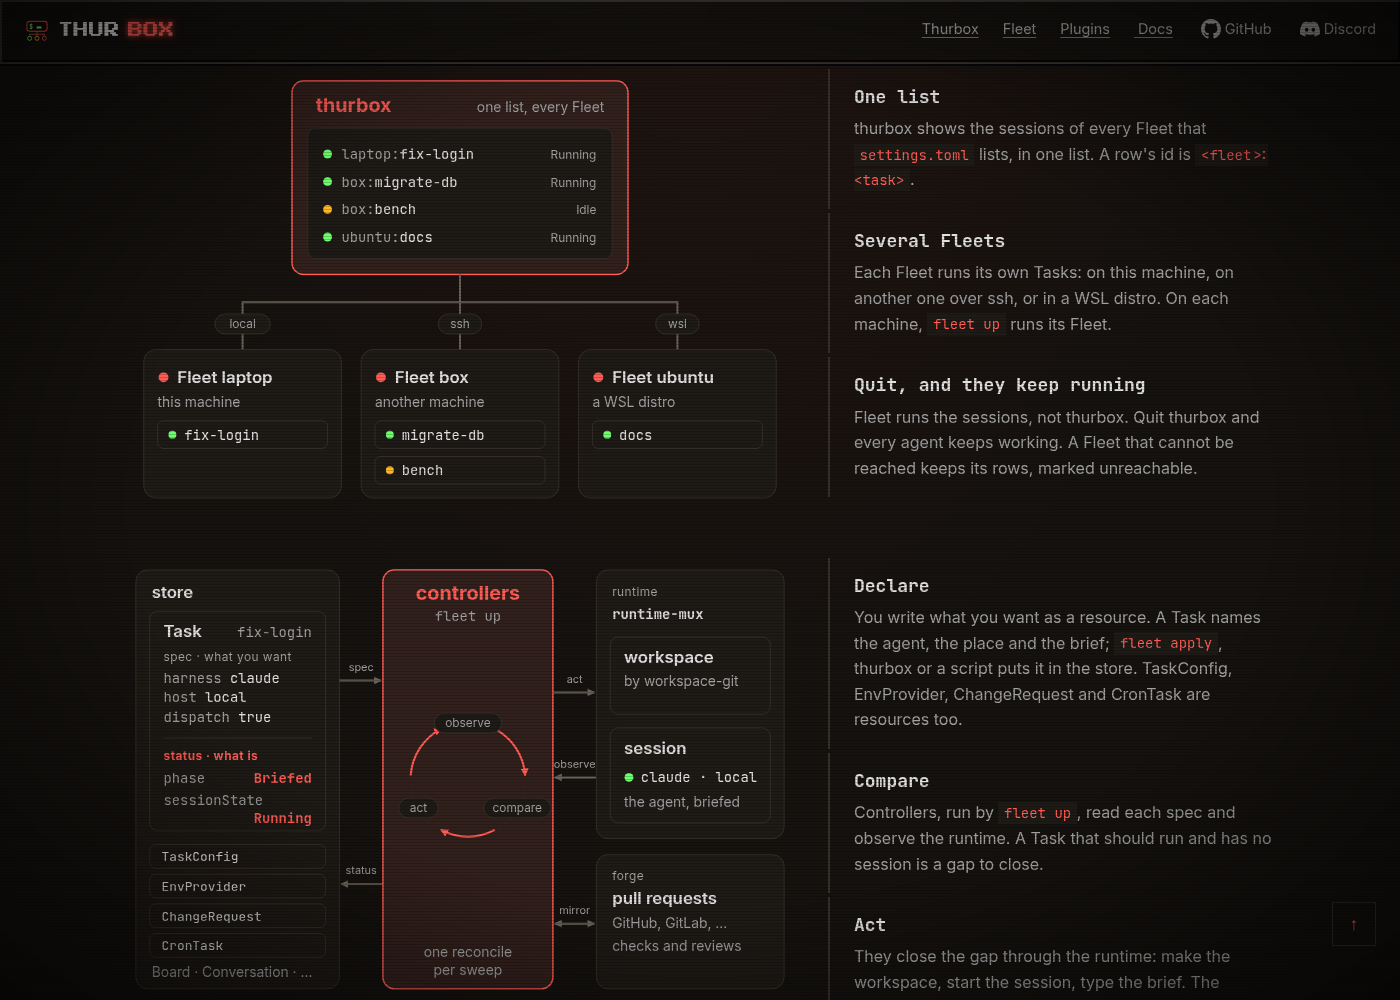 THUR BOX
Thurbox
Fleet
Plugins
Docs
GitHub
Discord
thurbox
one list, every Fleet
laptop:fix-login Running
box:migrate-db Running
box:bench Idle
ubuntu:docs Running
local
ssh
wsl
Fleet laptop
this machine
fix-login
Fleet box
another machine
migrate-db
bench
Fleet ubuntu
a WSL distro
docs
One list
thurbox shows the sessions of every Fleet that
settings.toml lists, in one list. A row's id is <fleet>:
<task> .
Several Fleets
Each Fleet runs its own Tasks: on this machine, on
another one over ssh, or in a WSL distro. On each
machine, fleet up runs its Fleet.
Quit, and they keep running
Fleet runs the sessions, not thurbox. Quit thurbox and
every agent keeps working. A Fleet that cannot be
reached keeps its rows, marked unreachable.
store
Task fix-login
spec · what you want
harness claude
host local
dispatch true
status · what is
phase Briefed
sessionState
Running
TaskConfig
EnvProvider
ChangeRequest
CronTask
Board · Conversation · ...
spec
status
controllers
fleet up
observe
act
compare
one reconcile
per sweep
act
observe
mirror
runtime
runtime-mux
workspace
by workspace-git
session
claude · local
the agent, briefed
forge
pull requests
GitHub, GitLab, ...
checks and reviews
Declare
You write what you want as a resource. A Task names
the agent, the place and the brief; fleet apply ,
thurbox or a script puts it in the store. TaskConfig,
EnvProvider, ChangeRequest and CronTask are
resources too.
Compare
Controllers, run by fleet up , read each spec and
observe the runtime. A Task that should run and has no
session is a gap to close.
Act
They close the gap through the runtime: make the
workspace, start the session, type the brief. The
↑